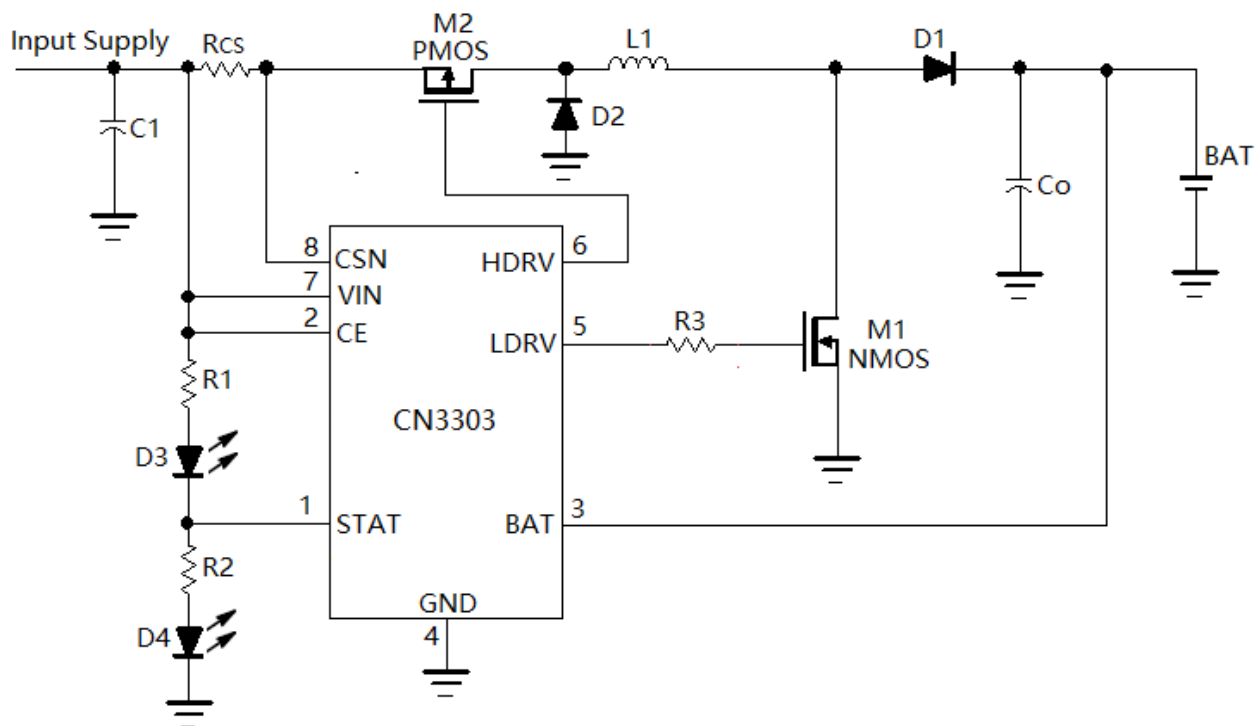 Input Supply
Rcs
M2
PMOS
L1
D1
C1
D2
Co
BAT
8
CSN
7
VIN
2
CE
HDRV
6
LDRV
5
R3
M1
NMOS
R1
CN3303
D3
1
STAT
BAT
3
R2
GND
4
D4